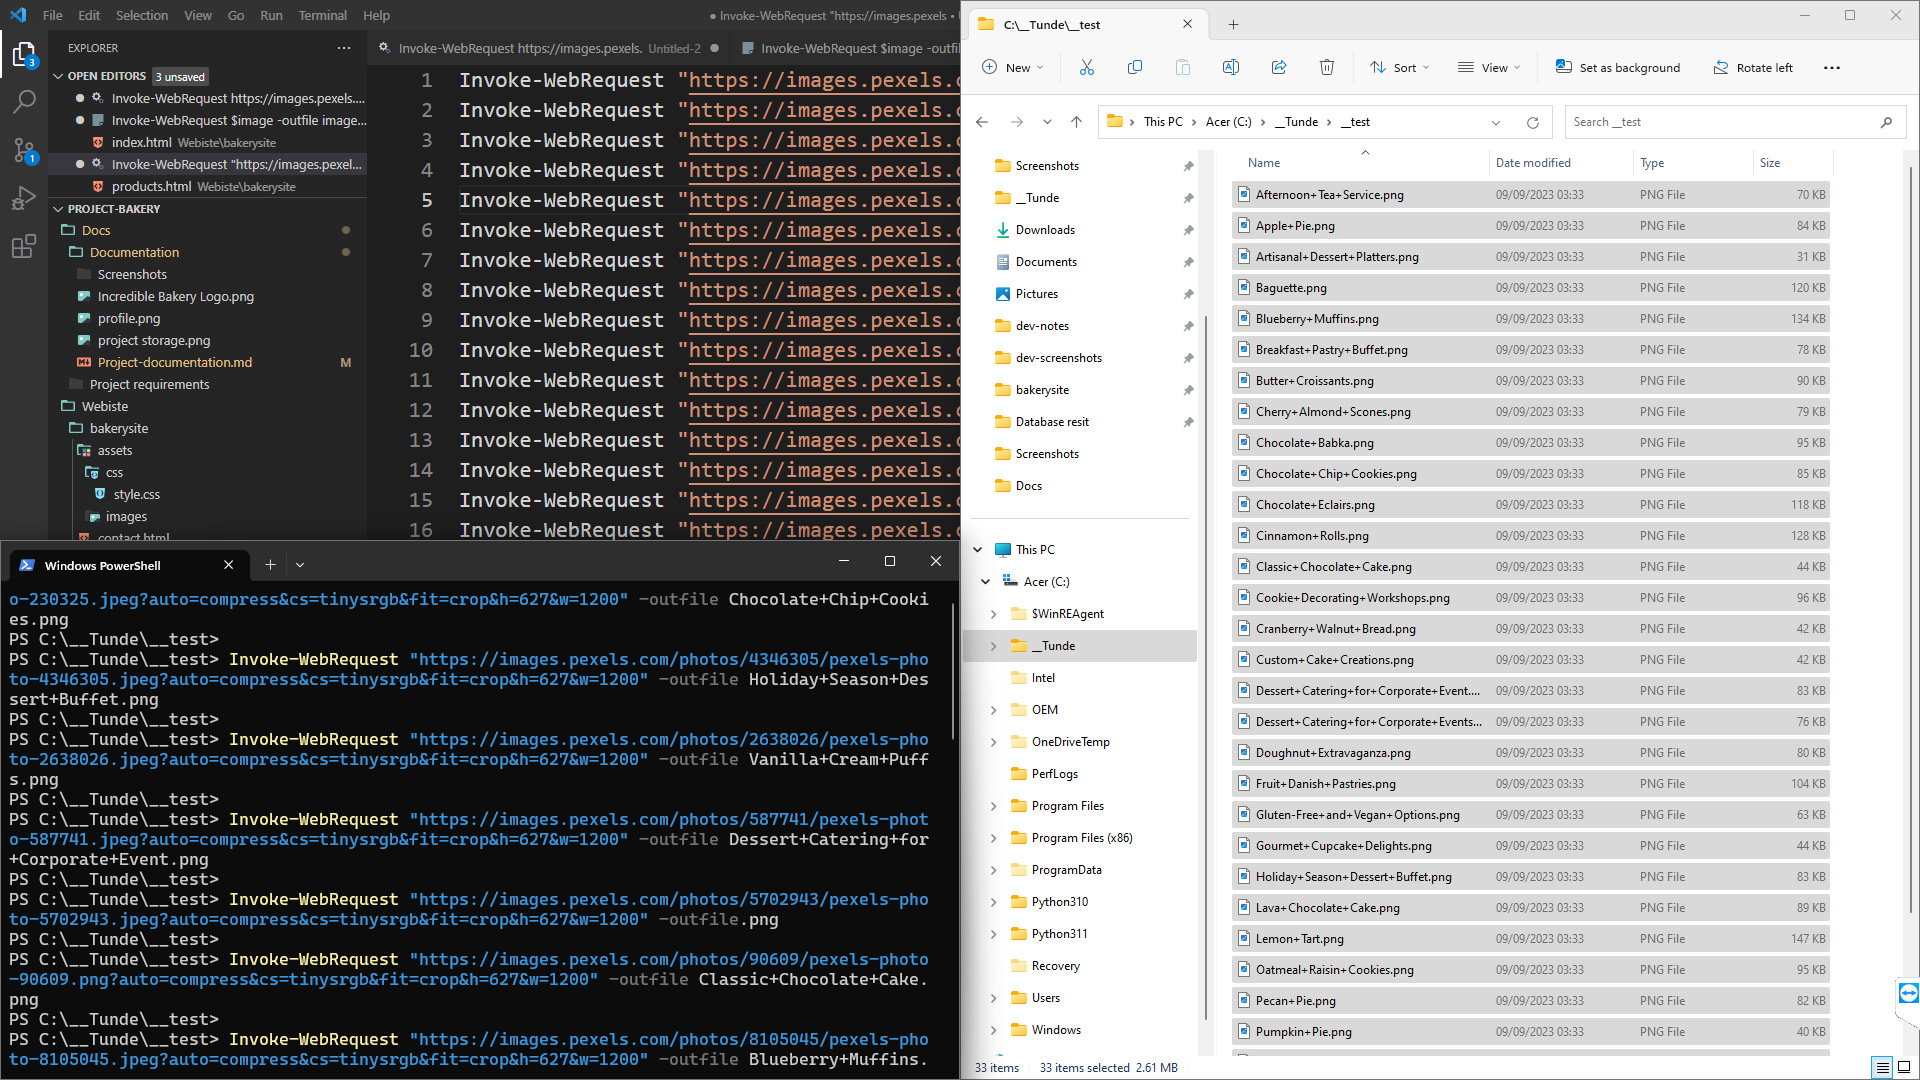 File Edit Selection View Go Run Terminal Help
● Invoke-WebRequest "https://images.pexels •
EXPLORER
OPEN EDITORS 3 unsaved
Invoke-WebRequest https://images.pexels....
Invoke-WebRequest $image -outfile image...
index.html Webiste\bakerysite
Invoke-WebRequest "https://images.pexel...
products.html Webiste\bakerysite
PROJECT-BAKERY
Docs
Documentation
Screenshots
Incredible Bakery Logo.png
profile.png
project storage.png
Project-documentation.md M
Project requirements
Webiste
bakerysite
assets
css
style.css
images
contact.html
3
1
Invoke-WebRequest https://images.pexels. Untitled-2
Invoke-WebRequest $image -outfi
1 Invoke-WebRequest "https://images.pexels.
2 Invoke-WebRequest "https://images.pexels.
3 Invoke-WebRequest "https://images.pexels.
4 Invoke-WebRequest "https://images.pexels.
5 Invoke-WebRequest "https://images.pexels.
6 Invoke-WebRequest "https://images.pexels.
7 Invoke-WebRequest "https://images.pexels.
8 Invoke-WebRequest "https://images.pexels.
9 Invoke-WebRequest "https://images.pexels.
10 Invoke-WebRequest "https://images.pexels.
11 Invoke-WebRequest "https://images.pexels.
12 Invoke-WebRequest "https://images.pexels.
13 Invoke-WebRequest "https://images.pexels.
14 Invoke-WebRequest "https://images.pexels.
15 Invoke-WebRequest "https://images.pexels.
16 Invoke-WebRequest "https://images.pexels.
Windows PowerShell
o-230325.jpeg?auto=compress&cs=tinysrgb&fit=crop&h=627&w=1200" -outfile Chocolate+Chip+Cooki
es.png
PS C:\__Tunde\__test>
PS C:\__Tunde\__test> Invoke-WebRequest "https://images.pexels.com/photos/4346305/pexels-pho
to-4346305.jpeg?auto=compress&cs=tinysrgb&fit=crop&h=627&w=1200" -outfile Holiday+Season+Des
sert+Buffet.png
PS C:\__Tunde\__test>
PS C:\__Tunde\__test> Invoke-WebRequest "https://images.pexels.com/photos/2638026/pexels-pho
to-2638026.jpeg?auto=compress&cs=tinysrgb&fit=crop&h=627&w=1200" -outfile Vanilla+Cream+Puff
s.png
PS C:\__Tunde\__test>
PS C:\__Tunde\__test> Invoke-WebRequest "https://images.pexels.com/photos/587741/pexels-phot
o-587741.jpeg?auto=compress&cs=tinysrgb&fit=crop&h=627&w=1200" -outfile Dessert+Catering+for
+Corporate+Event.png
PS C:\__Tunde\__test>
PS C:\__Tunde\__test> Invoke-WebRequest "https://images.pexels.com/photos/5702943/pexels-pho
to-5702943.jpeg?auto=compress&cs=tinysrgb&fit=crop&h=627&w=1200" -outfile.png
PS C:\__Tunde\__test>
PS C:\__Tunde\__test> Invoke-WebRequest "https://images.pexels.com/photos/90609/pexels-photo
-90609.png?auto=compress&cs=tinysrgb&fit=crop&h=627&w=1200" -outfile Classic+Chocolate+Cake.
png
PS C:\__Tunde\__test>
PS C:\__Tunde\__test> Invoke-WebRequest "https://images.pexels.com/photos/8105045/pexels-pho
to-8105045.jpeg?auto=compress&cs=tinysrgb&fit=crop&h=627&w=1200" -outfile Blueberry+Muffins.
C:\__Tunde\__test
New Sort View Set as background Rotate left
This PC > Acer (C:) > __Tunde > __test
Search __test
Screenshots
__Tunde
Downloads
Documents
Pictures
dev-notes
dev-screenshots
bakerysite
Database resit
Screenshots
Docs
This PC
Acer (C:)
$WinREAgent
__Tunde
Intel
OEM
OneDriveTemp
PerfLogs
Program Files
Program Files (x86)
ProgramData
Python310
Python311
Recovery
Users
Windows
Name Date modified Type Size
Afternoon+Tea+Service.png 09/09/2023 03:33 PNG File 70 KB
Apple+Pie.png 09/09/2023 03:33 PNG File 84 KB
Artisanal+Dessert+Platters.png 09/09/2023 03:33 PNG File 31 KB
Baguette.png 09/09/2023 03:33 PNG File 120 KB
Blueberry+Muffins.png 09/09/2023 03:33 PNG File 134 KB
Breakfast+Pastry+Buffet.png 09/09/2023 03:33 PNG File 78 KB
Butter+Croissants.png 09/09/2023 03:33 PNG File 90 KB
Cherry+Almond+Scones.png 09/09/2023 03:33 PNG File 79 KB
Chocolate+Babka.png 09/09/2023 03:33 PNG File 95 KB
Chocolate+Chip+Cookies.png 09/09/2023 03:33 PNG File 85 KB
Chocolate+Eclairs.png 09/09/2023 03:33 PNG File 118 KB
Cinnamon+Rolls.png 09/09/2023 03:33 PNG File 128 KB
Classic+Chocolate+Cake.png 09/09/2023 03:33 PNG File 44 KB
Cookie+Decorating+Workshops.png 09/09/2023 03:33 PNG File 96 KB
Cranberry+Walnut+Bread.png 09/09/2023 03:33 PNG File 42 KB
Custom+Cake+Creations.png 09/09/2023 03:33 PNG File 42 KB
Dessert+Catering+for+Corporate+Event.... 09/09/2023 03:33 PNG File 83 KB
Dessert+Catering+for+Corporate+Events... 09/09/2023 03:33 PNG File 76 KB
Doughnut+Extravaganza.png 09/09/2023 03:33 PNG File 80 KB
Fruit+Danish+Pastries.png 09/09/2023 03:33 PNG File 104 KB
Gluten-Free+and+Vegan+Options.png 09/09/2023 03:33 PNG File 63 KB
Gourmet+Cupcake+Delights.png 09/09/2023 03:33 PNG File 44 KB
Holiday+Season+Dessert+Buffet.png 09/09/2023 03:33 PNG File 83 KB
Lava+Chocolate+Cake.png 09/09/2023 03:33 PNG File 89 KB
Lemon+Tart.png 09/09/2023 03:33 PNG File 147 KB
Oatmeal+Raisin+Cookies.png 09/09/2023 03:33 PNG File 95 KB
Pecan+Pie.png 09/09/2023 03:33 PNG File 82 KB
Pumpkin+Pie.png 09/09/2023 03:33 PNG File 40 KB
33 items 33 items selected 2.61 MB